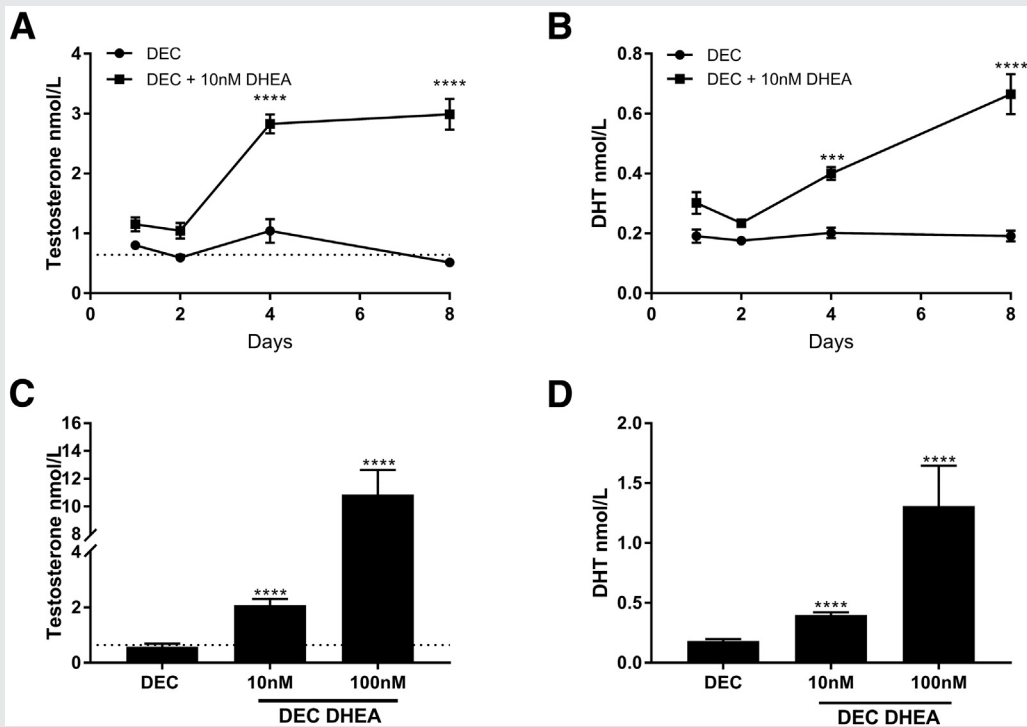 A
Testosterone nmol/L
4
3
2
1
0
DEC
DEC + 10nM DHEA
****
****
0 2 4 6 8
Days
B
DHT nmol/L
0.8
0.6
0.4
0.2
0.0
DEC
DEC + 10nM DHEA
***
****
0 2 4 6 8
Days
C
Testosterone nmol/L
16
14
12
10
8
4
2
0
****
****
DEC 10nM 100nM
DEC DHEA
D
DHT nmol/L
2.0
1.5
1.0
0.5
0.0
****
****
DEC 10nM 100nM
DEC DHEA